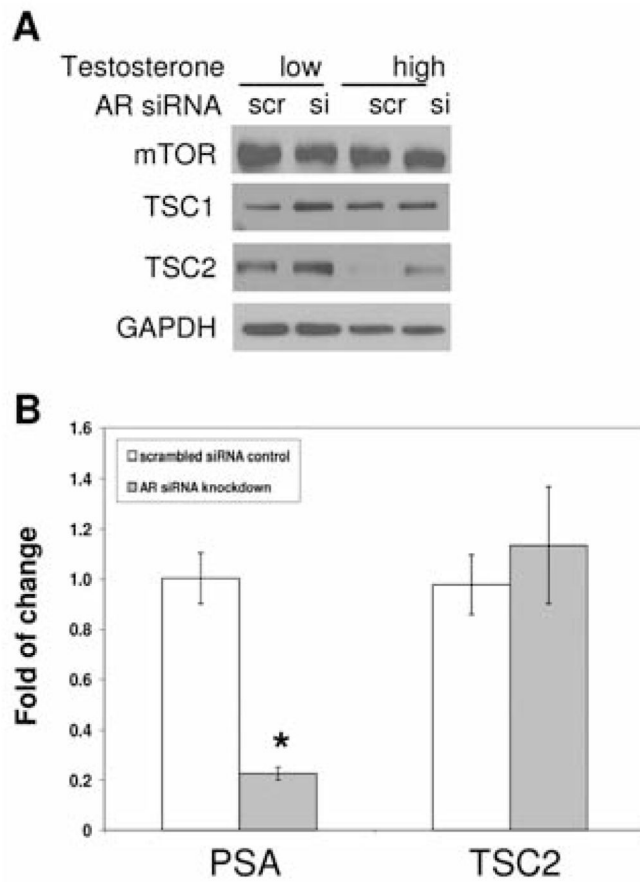 A
Testosterone low high
AR siRNA scr si scr si
mTOR
TSC1
TSC2
GAPDH
B
1.6
scrambled siRNA control
1.4
AR siRNA knockdown
1.2
1.0
0.8
0.6
0.4
0.2
0
Fold of change
*
PSA TSC2